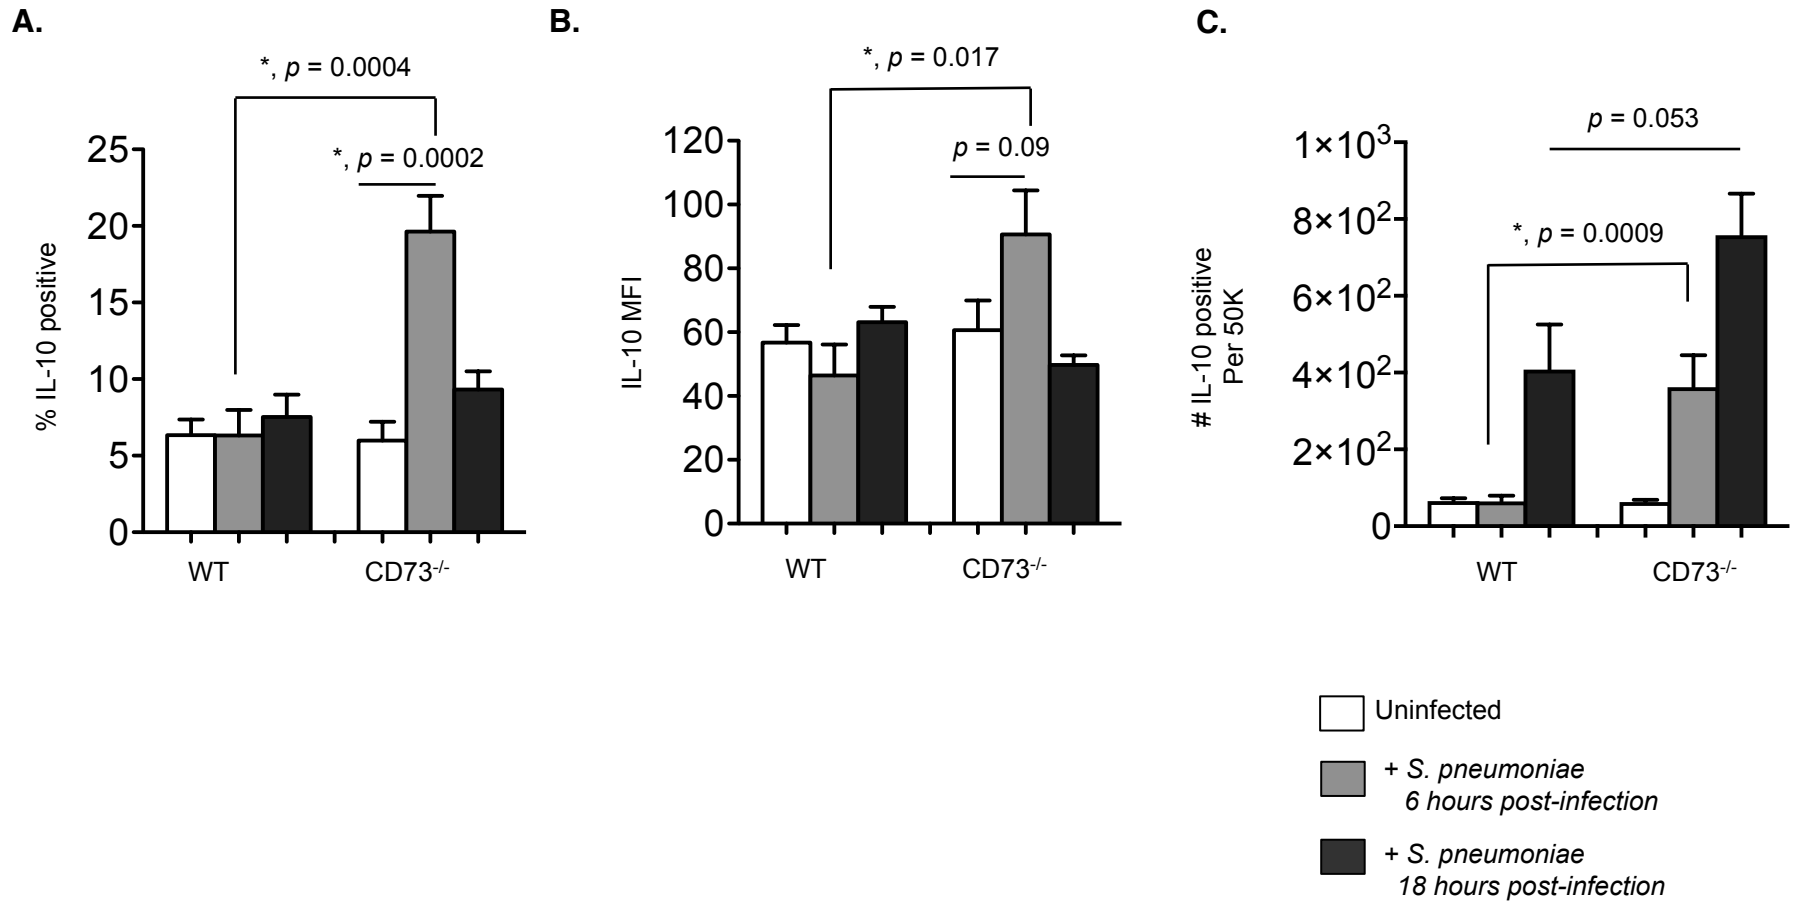 A.
*, p = 0.0004
*, p = 0.0002
25
20
15
10
5
0
% IL-10 positive
WT
CD73-/-
B.
*, p = 0.017
p = 0.09
120
100
80
60
40
20
0
IL-10 MFI
WT
CD73-/-
C.
p = 0.053
*, p = 0.0009
1×10³
8×10²
6×10²
4×10²
2×10²
0
# IL-10 positive
Per 50K
WT
CD73-/-
Uninfected
+ S. pneumoniae
6 hours post-infection
+ S. pneumoniae
18 hours post-infection